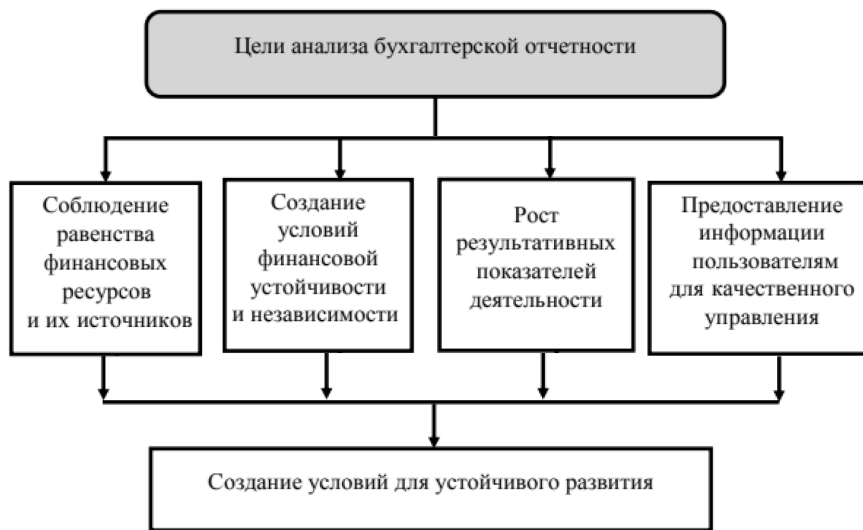 Цели анализа бухгалтерской отчетности
Соблюдение
равенства
финансовых
ресурсов
и их источников
Создание
условий
финансовой
устойчивости
и независимости
Рост
результативных
показателей
деятельности
Предоставление
информации
пользователям
для качественного
управления
Создание условий для устойчивого развития